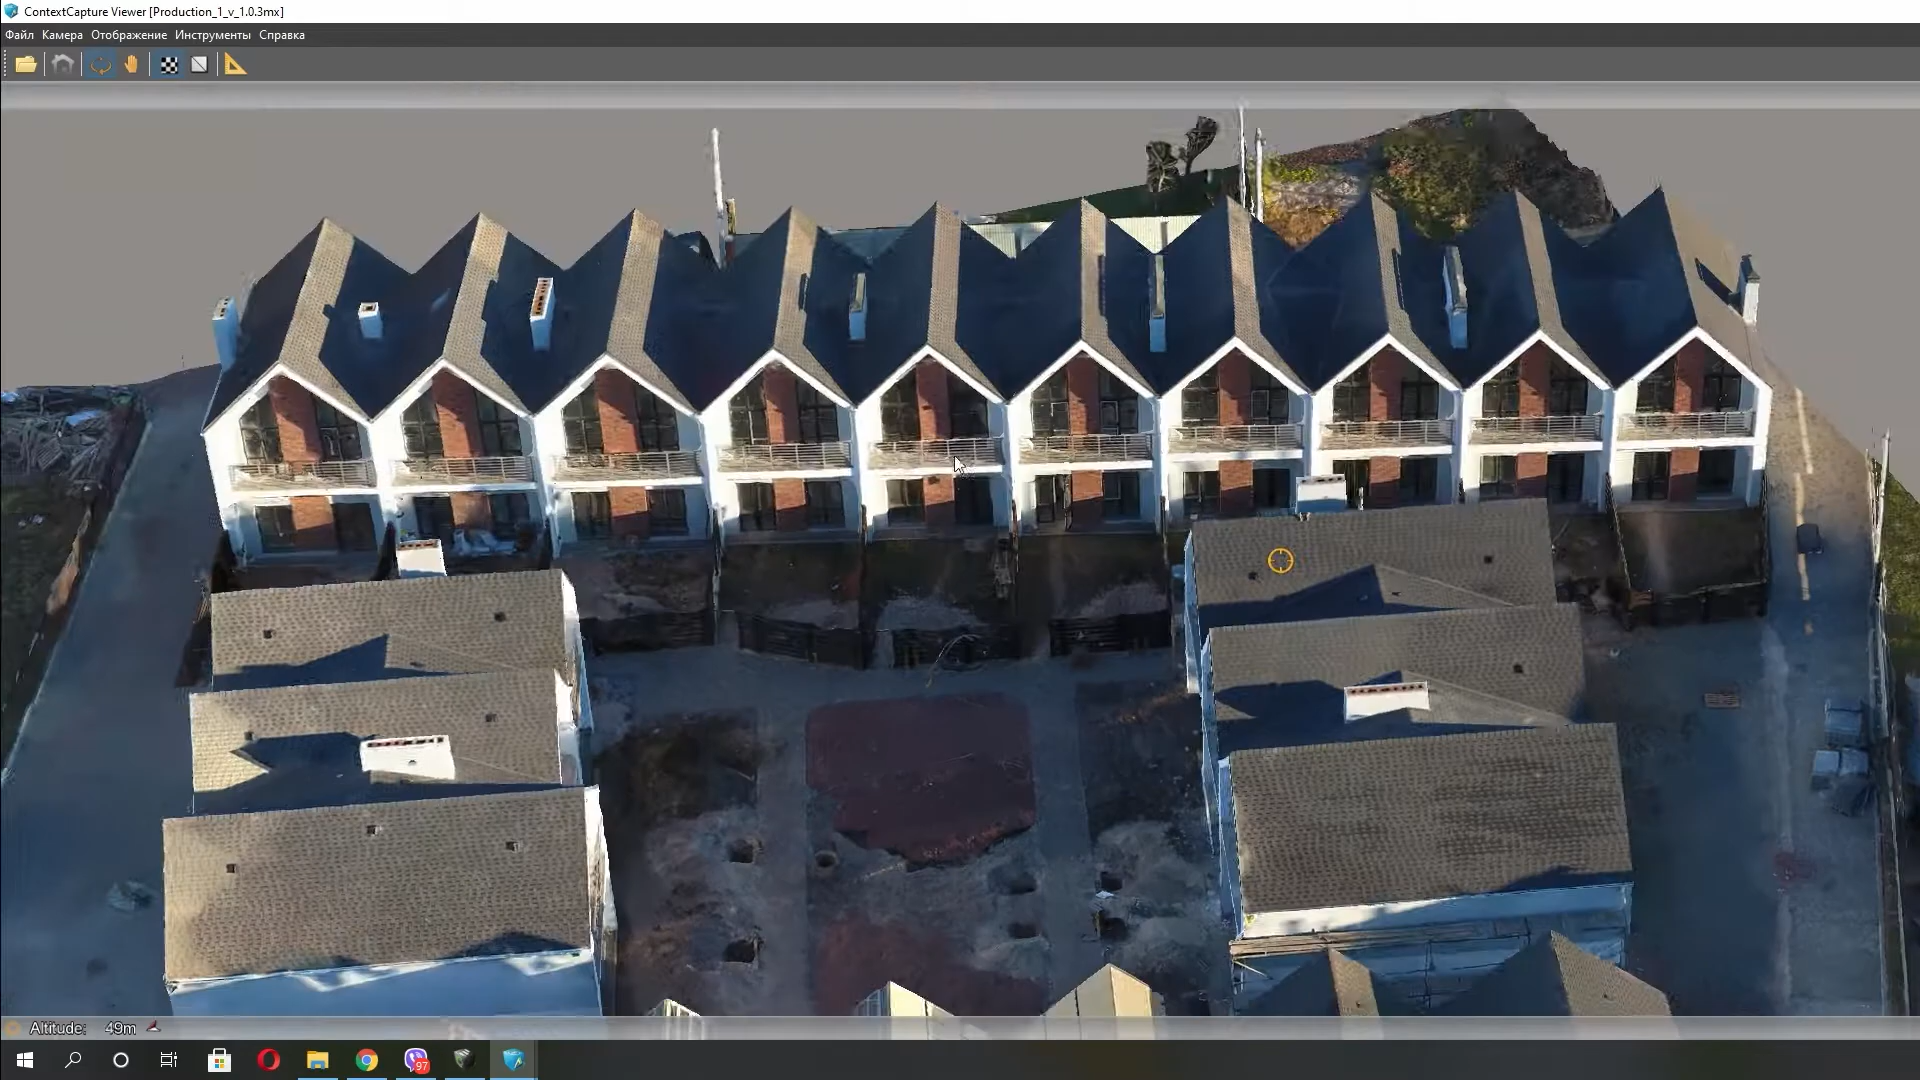 ContextCapture Viewer [Production_1_v_1.0.3mx]
Файл Камера Отображение Инструменты Справка
Altitude: 49m
97